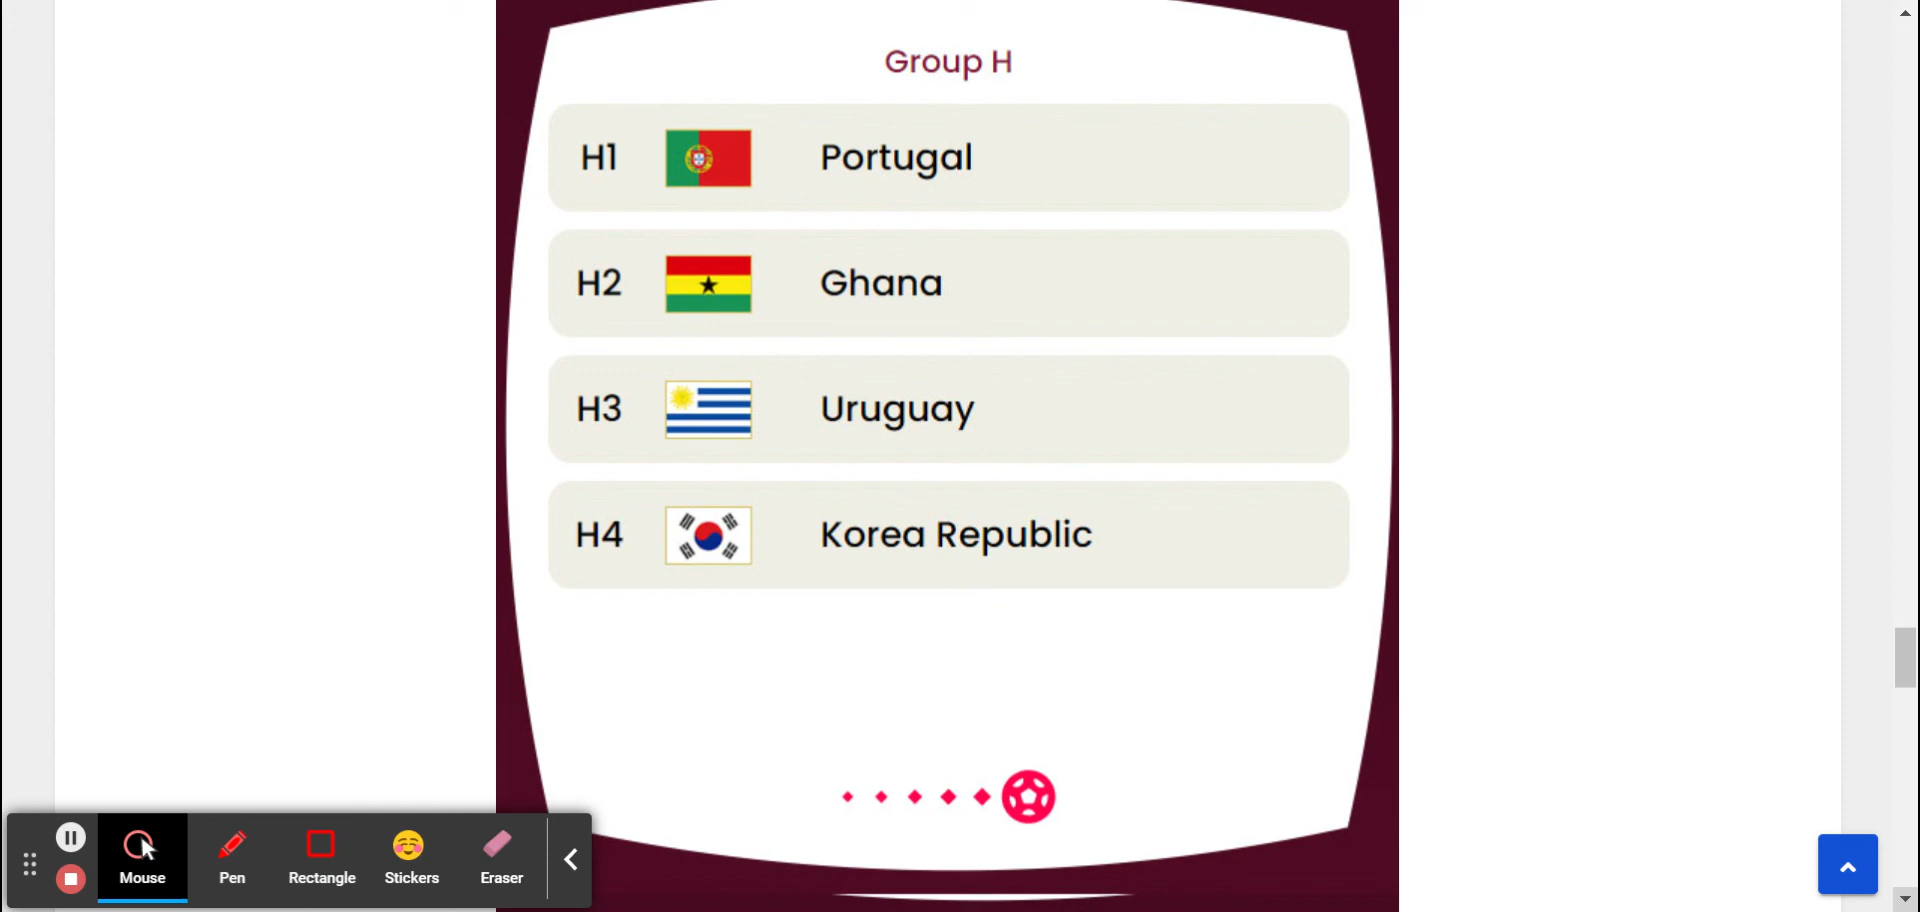 Group H
H1 Portugal
H2 Ghana
H3 Uruguay
H4 Korea Republic
Mouse Pen Rectangle Stickers Eraser